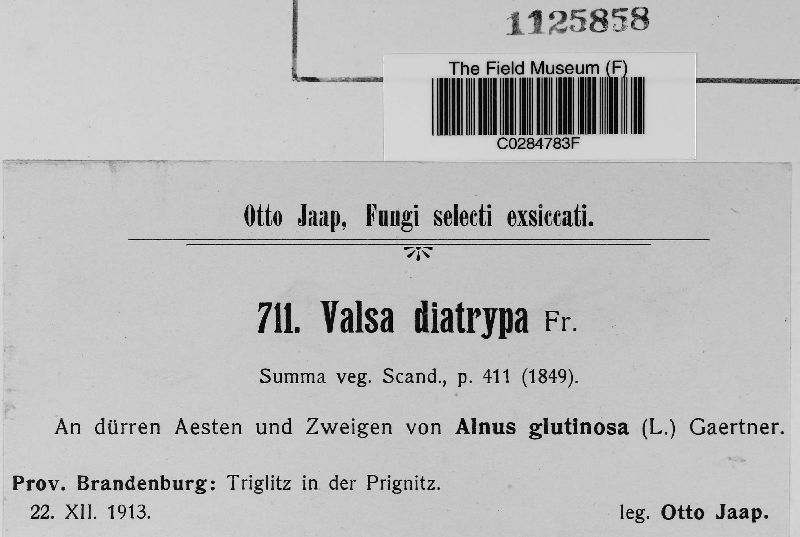 1125858
The Field Museum (F)
C0284783F
Otto Jaap, Fungi selecti exsiccati.
711. Valsa diatrypa Fr.
Summa veg. Scand., p. 411 (1849).
An dürren Aesten und Zweigen von Alnus glutinosa (L.) Gaertner.
Prov. Brandenburg: Triglitz in der Prignitz.
22. XII. 1913. leg. Otto Jaap.